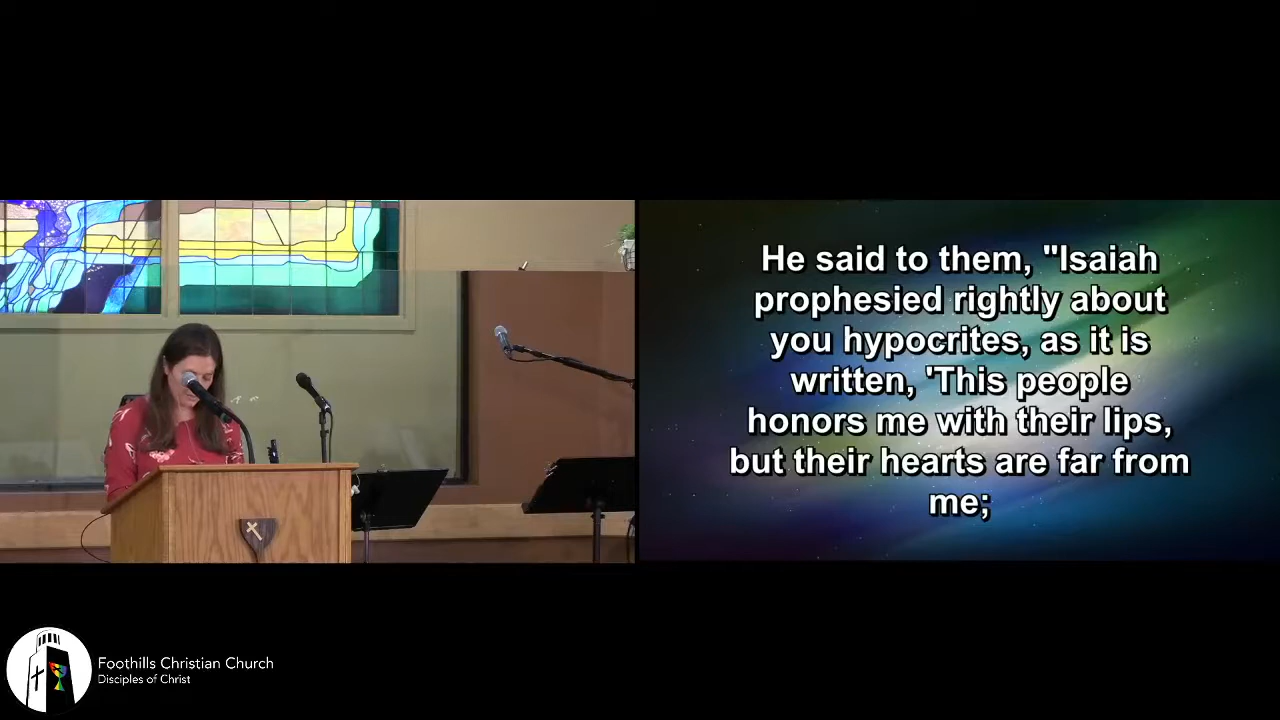 He said to them, "Isaiah
prophesied rightly about
you hypocrites, as it is
written, 'This people
honors me with their lips,
but their hearts are far from
me;
Foothills Christian Church
Disciples of Christ